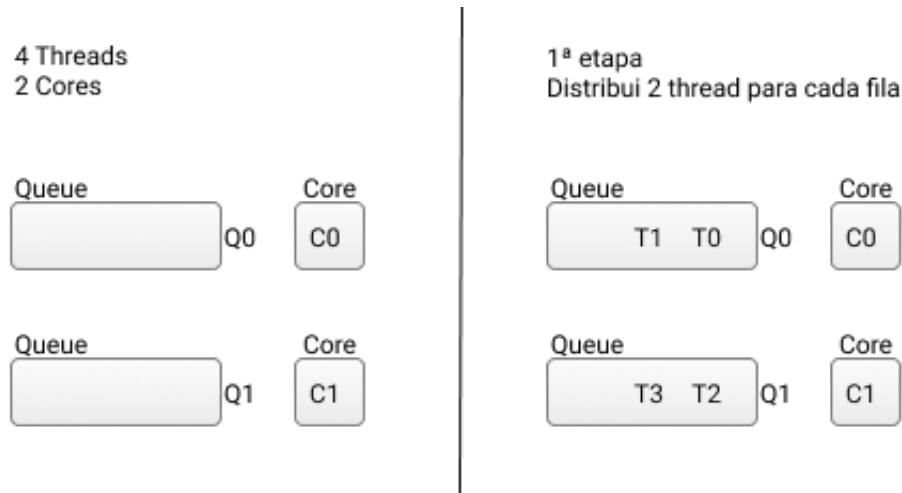 4 Threads
2 Cores
Queue
Core
Q0
C0
Queue
Core
Q1
C1
1ª etapa
Distribui 2 thread para cada fila
Queue
Core
T1 T0
Q0
C0
Queue
Core
T3 T2
Q1
C1